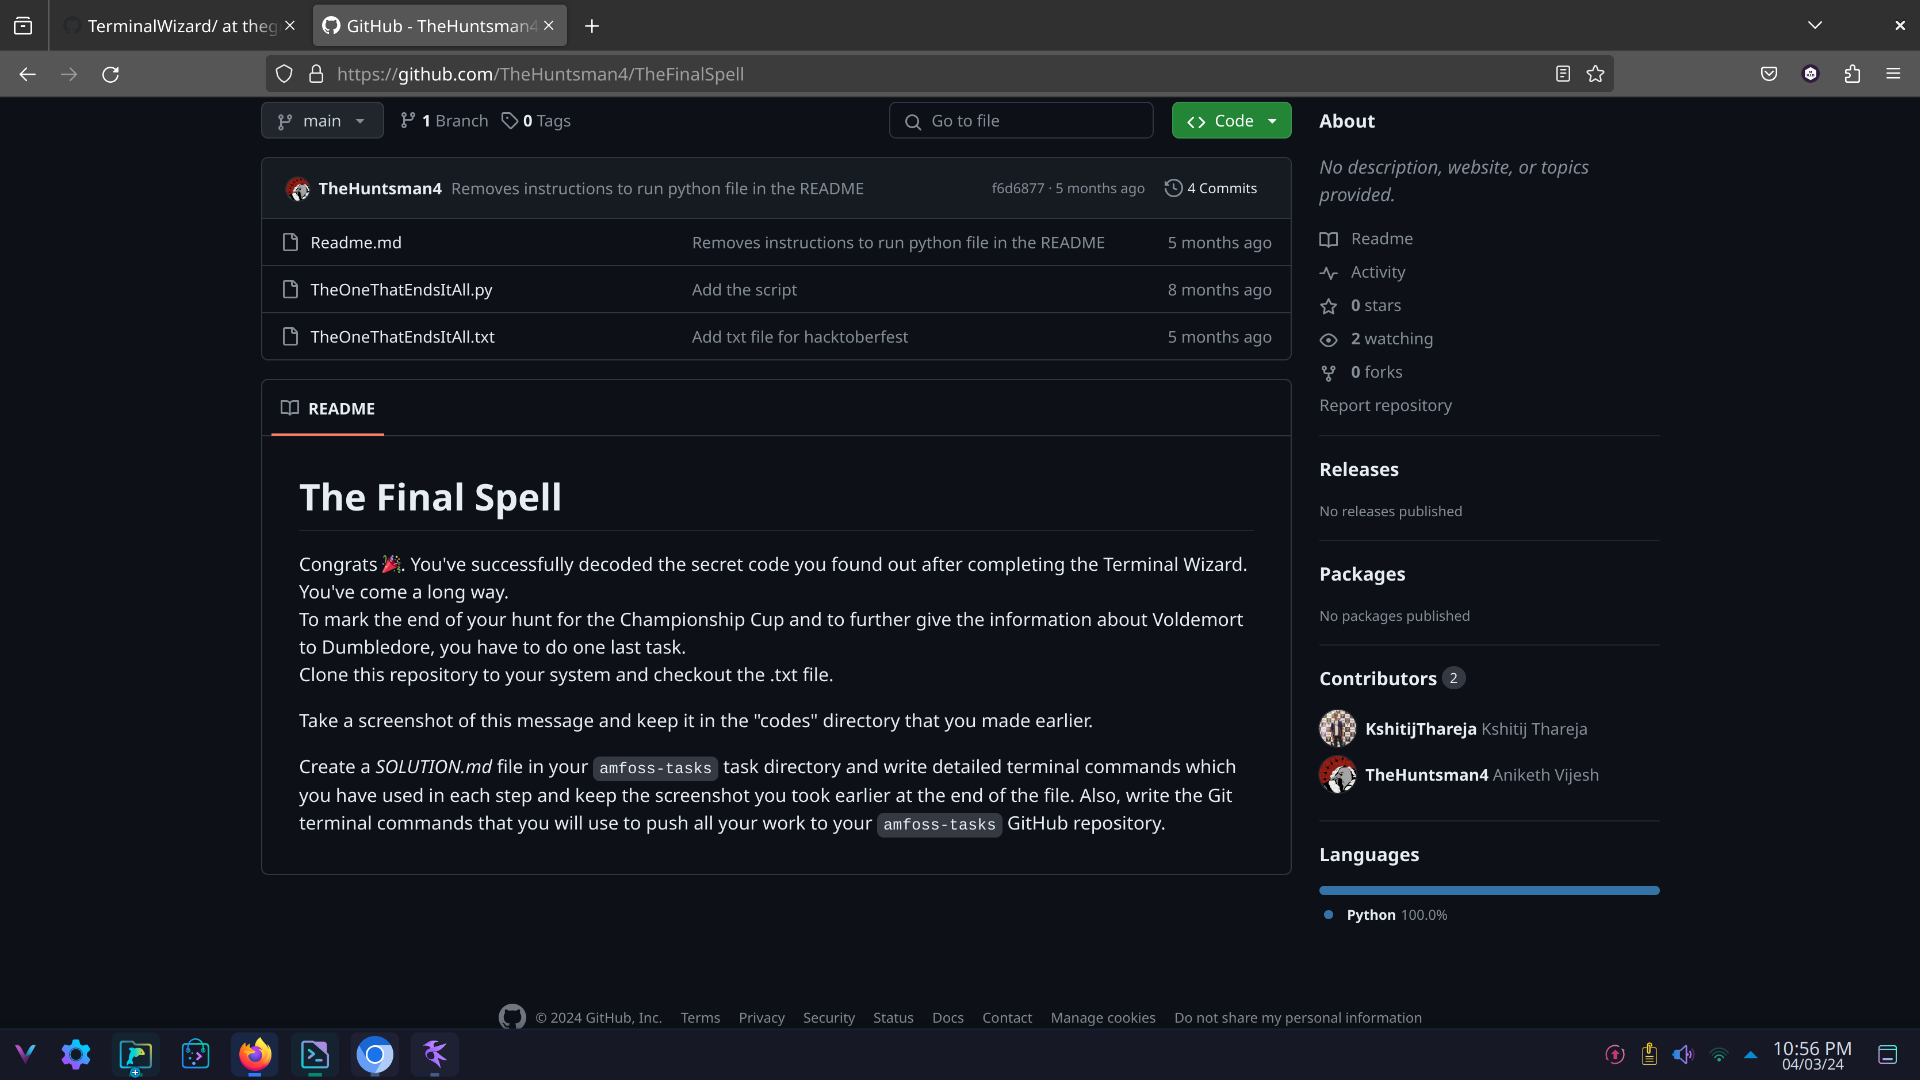 TerminalWizard/ at theg
GitHub - TheHuntsman4
https://github.com/TheHuntsman4/TheFinalSpell
main
1 Branch
0 Tags
Go to file
Code
TheHuntsman4 Removes instructions to run python file in the README f6d6877 · 5 months ago 4 Commits
Readme.md Removes instructions to run python file in the README 5 months ago
TheOneThatEndsItAll.py Add the script 8 months ago
TheOneThatEndsItAll.txt Add txt file for hacktoberfest 5 months ago
README
The Final Spell
Congrats 🎉. You've successfully decoded the secret code you found out after completing the Terminal Wizard.
You've come a long way.
To mark the end of your hunt for the Championship Cup and to further give the information about Voldemort
to Dumbledore, you have to do one last task.
Clone this repository to your system and checkout the .txt file.
Take a screenshot of this message and keep it in the "codes" directory that you made earlier.
Create a SOLUTION.md file in your amfoss-tasks task directory and write detailed terminal commands which
you have used in each step and keep the screenshot you took earlier at the end of the file. Also, write the Git
terminal commands that you will use to push all your work to your amfoss-tasks GitHub repository.
About
No description, website, or topics
provided.
Readme
Activity
0 stars
2 watching
0 forks
Report repository
Releases
No releases published
Packages
No packages published
Contributors 2
KshitijThareja Kshitij Thareja
TheHuntsman4 Aniketh Vijesh
Languages
Python 100.0%
© 2024 GitHub, Inc. Terms Privacy Security Status Docs Contact Manage cookies Do not share my personal information
10:56 PM
04/03/24